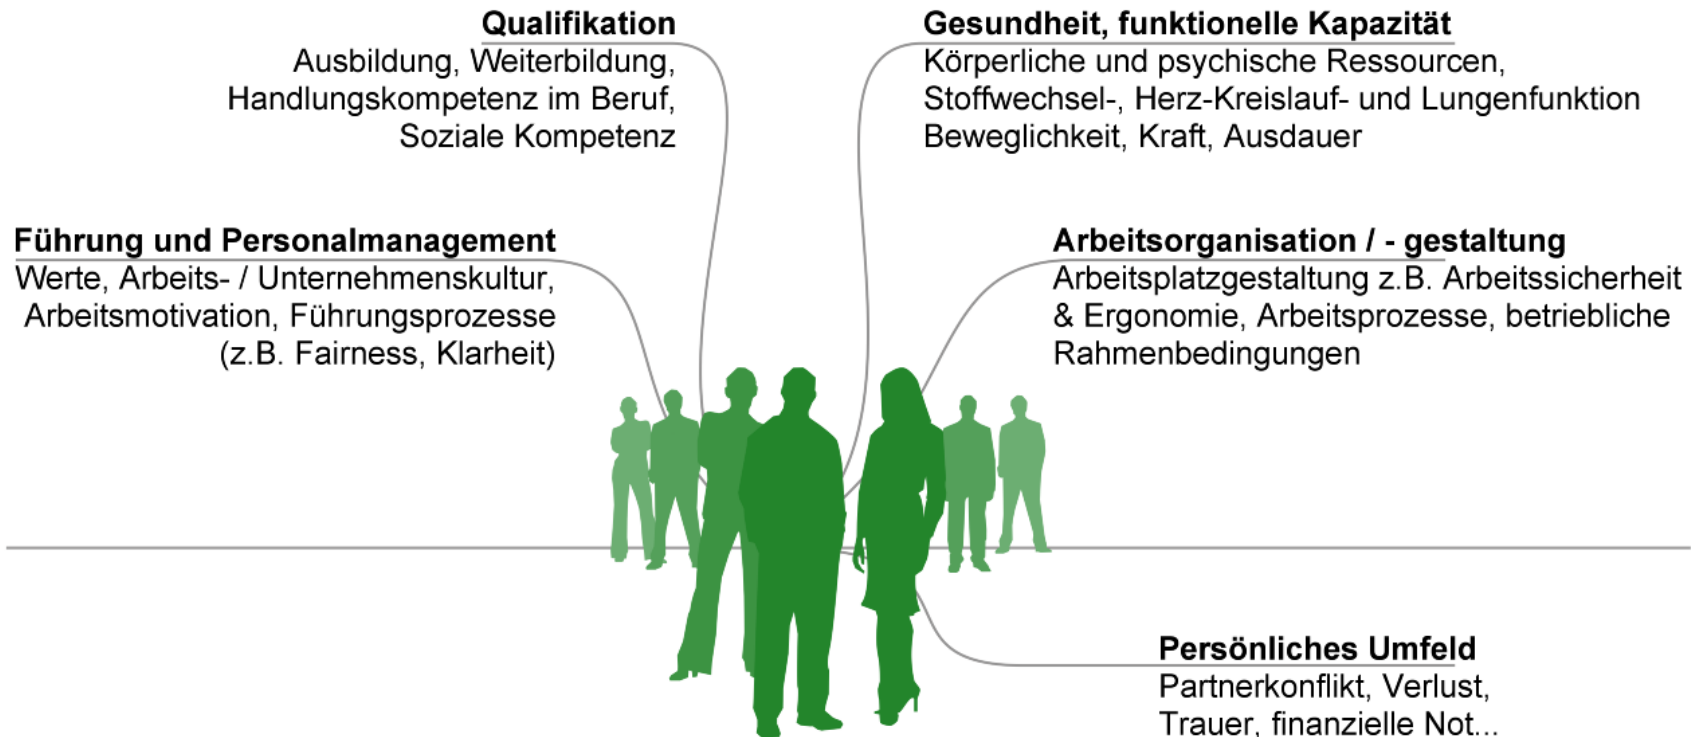 Qualifikation
Ausbildung, Weiterbildung,
Handlungskompetenz im Beruf,
Soziale Kompetenz
Gesundheit, funktionelle Kapazität
Körperliche und psychische Ressourcen,
Stoffwechsel-, Herz-Kreislauf- und Lungenfunktion
Beweglichkeit, Kraft, Ausdauer
Führung und Personalmanagement
Werte, Arbeits- / Unternehmenskultur,
Arbeitsmotivation, Führungsprozesse
(z.B. Fairness, Klarheit)
Arbeitsorganisation / - gestaltung
Arbeitsplatzgestaltung z.B. Arbeitssicherheit
& Ergonomie, Arbeitsprozesse, betriebliche
Rahmenbedingungen
Persönliches Umfeld
Partnerkonflikt, Verlust,
Trauer, finanzielle Not...